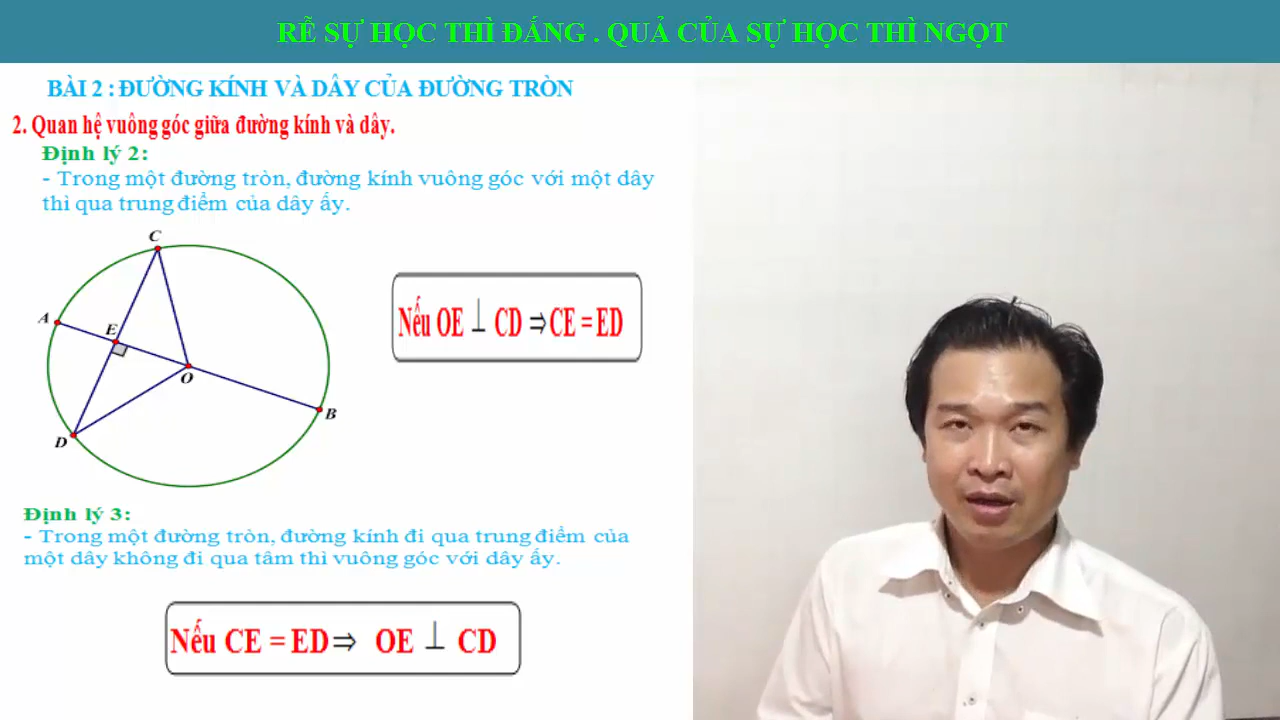 RỄ SỰ HỌC THÌ ĐẮNG . QUẢ CỦA SỰ HỌC THÌ NGỌT
BÀI 2 : ĐƯỜNG KÍNH VÀ DÂY CỦA ĐƯỜNG TRÒN
2. Quan hệ vuông góc giữa đường kính và dây.
Định lý 2:
- Trong một đường tròn, đường kính vuông góc với một dây
thì qua trung điểm của dây ấy.
C
A
E
O
B
D
Nếu OE ⊥ CD ⇒ CE = ED
Định lý 3:
- Trong một đường tròn, đường kính đi qua trung điểm của
một dây không đi qua tâm thì vuông góc với dây ấy.
Nếu CE = ED ⇒ OE ⊥ CD